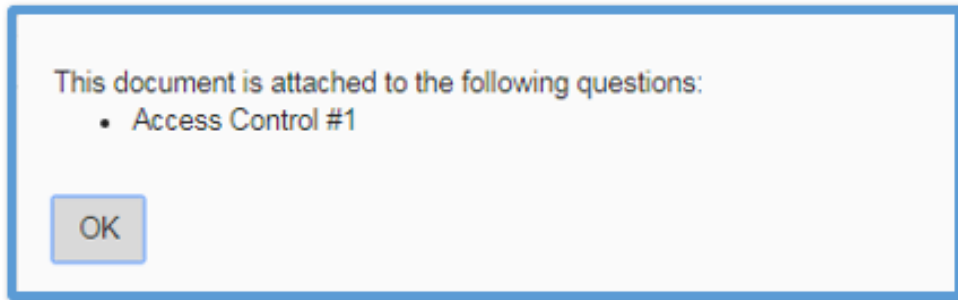 This document is attached to the following questions:
• Access Control #1
OK